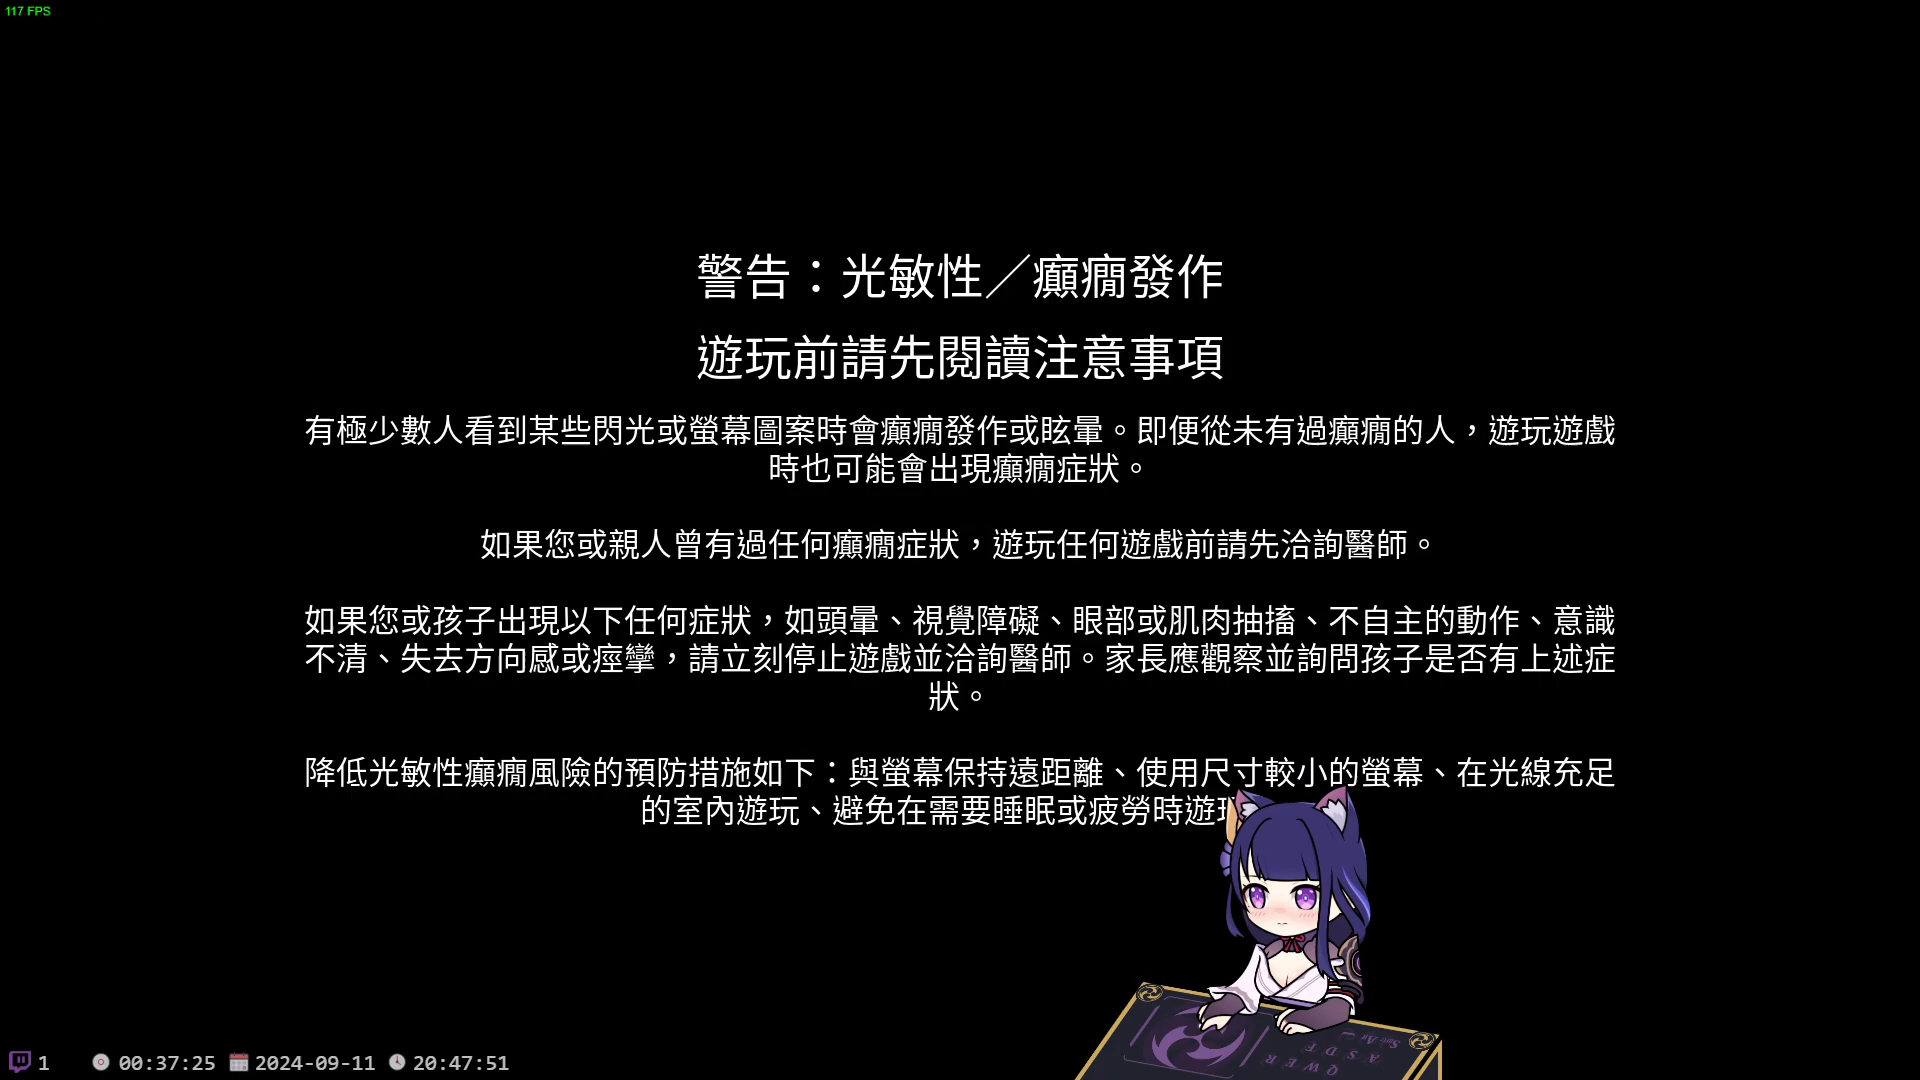 117 FPS
警告：光敏性／癲癇發作
遊玩前請先閱讀注意事項
有極少數人看到某些閃光或螢幕圖案時會癲癇發作或眩暈。即便從未有過癲癇的人，遊玩遊戲
時也可能會出現癲癇症狀。
如果您或親人曾有過任何癲癇症狀，遊玩任何遊戲前請先洽詢醫師。
如果您或孩子出現以下任何症狀，如頭暈、視覺障礙、眼部或肌肉抽搐、不自主的動作、意識
不清、失去方向感或痙攣，請立刻停止遊戲並洽詢醫師。家長應觀察並詢問孩子是否有上述症
狀。
降低光敏性癲癇風險的預防措施如下：與螢幕保持遠距離、使用尺寸較小的螢幕、在光線充足
的室內遊玩、避免在需要睡眠或疲勞時遊玩
Q W E R
A S D F
1 00:37:25 2024-09-11 20:47:51